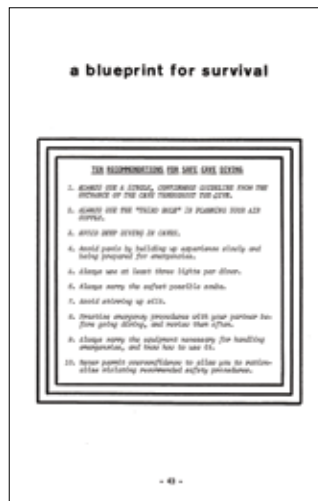 a blueprint for survival
TEN RECOMMENDATIONS FOR SAFE CAVE DIVING
1. ALWAYS USE A SINGLE, CONTINUOUS GUIDELINE FROM THE
ENTRANCE OF THE CAVE THROUGHOUT THE DIVE.
2. ALWAYS USE THE "THIRD RULE" IN PLANNING YOUR AIR
SUPPLY.
3. AVOID DEEP DIVING IN CAVES.
4. Avoid panic by building up experience slowly and
being prepared for emergencies.
5. Always use at least three lights per diver.
6. Always carry the safest possible scuba.
7. Avoid stirring up silt.
8. Practice emergency procedures with your partner be-
fore going diving, and review them often.
9. Always carry the equipment necessary for handling
emergencies, and know how to use it.
10. Never permit overconfidence to allow you to ration-
alize violating recommended safety procedures.
- 43 -